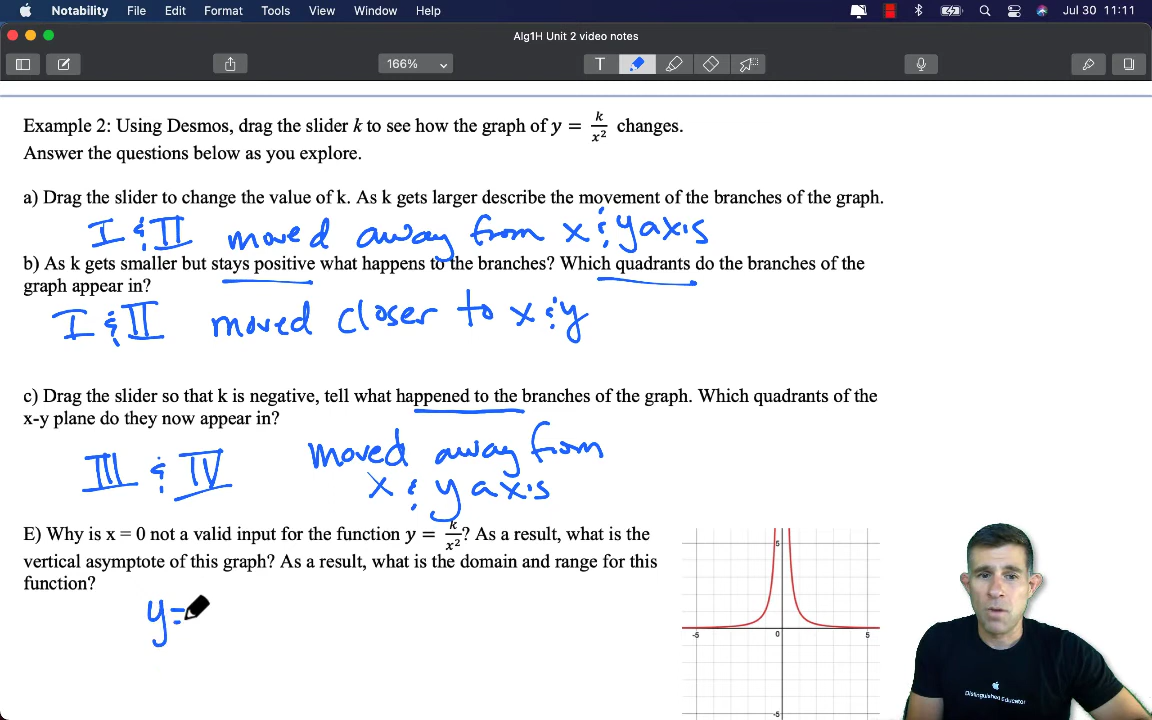 Notability File Edit Format Tools View Window Help Jul 30 11:11
Alg1H Unit 2 video notes
166% T
Example 2: Using Desmos, drag the slider k to see how the graph of y = k/x² changes.
Answer the questions below as you explore.
a) Drag the slider to change the value of k. As k gets larger describe the movement of the branches of the graph.
I & II moved away from x & y axis
b) As k gets smaller but stays positive what happens to the branches? Which quadrants do the branches of the
graph appear in?
I & II moved closer to x & y
c) Drag the slider so that k is negative, tell what happened to the branches of the graph. Which quadrants of the
x-y plane do they now appear in?
III & IV moved away from
x & y axis
E) Why is x = 0 not a valid input for the function y = k/x²? As a result, what is the
vertical asymptote of this graph? As a result, what is the domain and range for this
function?
y=
5
-5 0 5
-5
Distinguished Educator